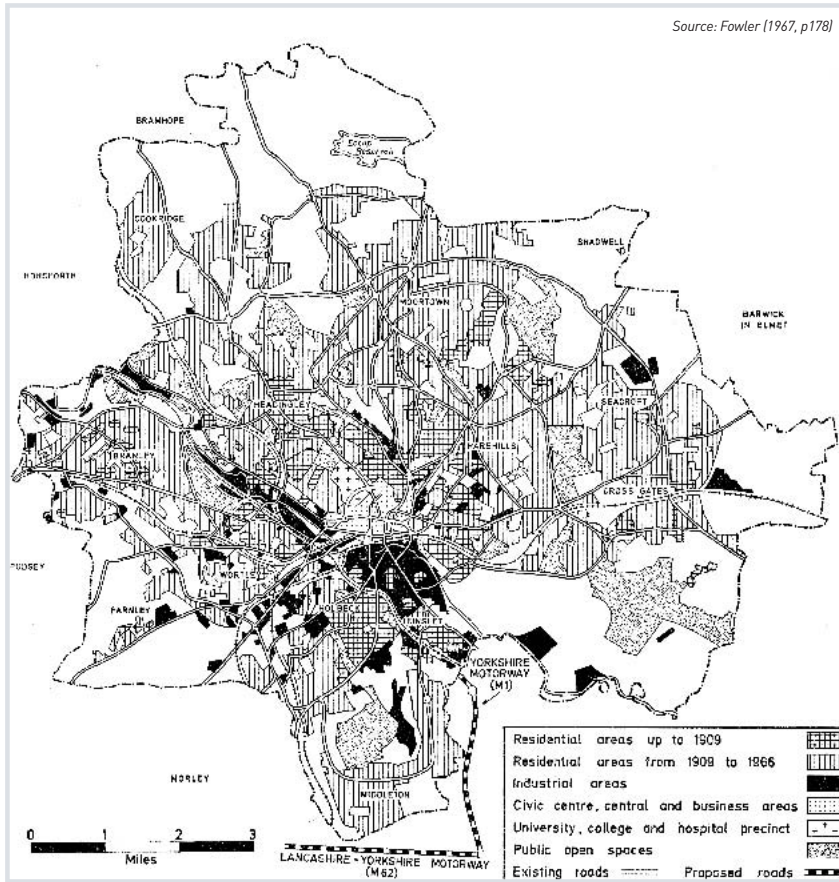 Source: Fowler (1967, p178)
BRAMHOPE
Eccup
Reservoir
COOKRIDGE
SHADWELL
HORSFORTH
MOORTOWN
BARWICK
IN ELMET
HEADINGLEY
SEACROFT
HAREHILLS
BRAMLEY
CROSS GATES
PUDSEY
WORTLEY
FARNLEY
HOLBECK
HUNSLET
YORKSHIRE
MOTORWAY
(M1)
MORLEY
MIDDLETON
0 1 2 3
Miles
LANCASHIRE - YORKSHIRE MOTORWAY
(M62)
Residential areas up to 1909
Residential areas from 1909 to 1966
Industrial areas
Civic centre, central and business areas
University, college and hospital precinct
Public open spaces
Existing roads Proposed roads